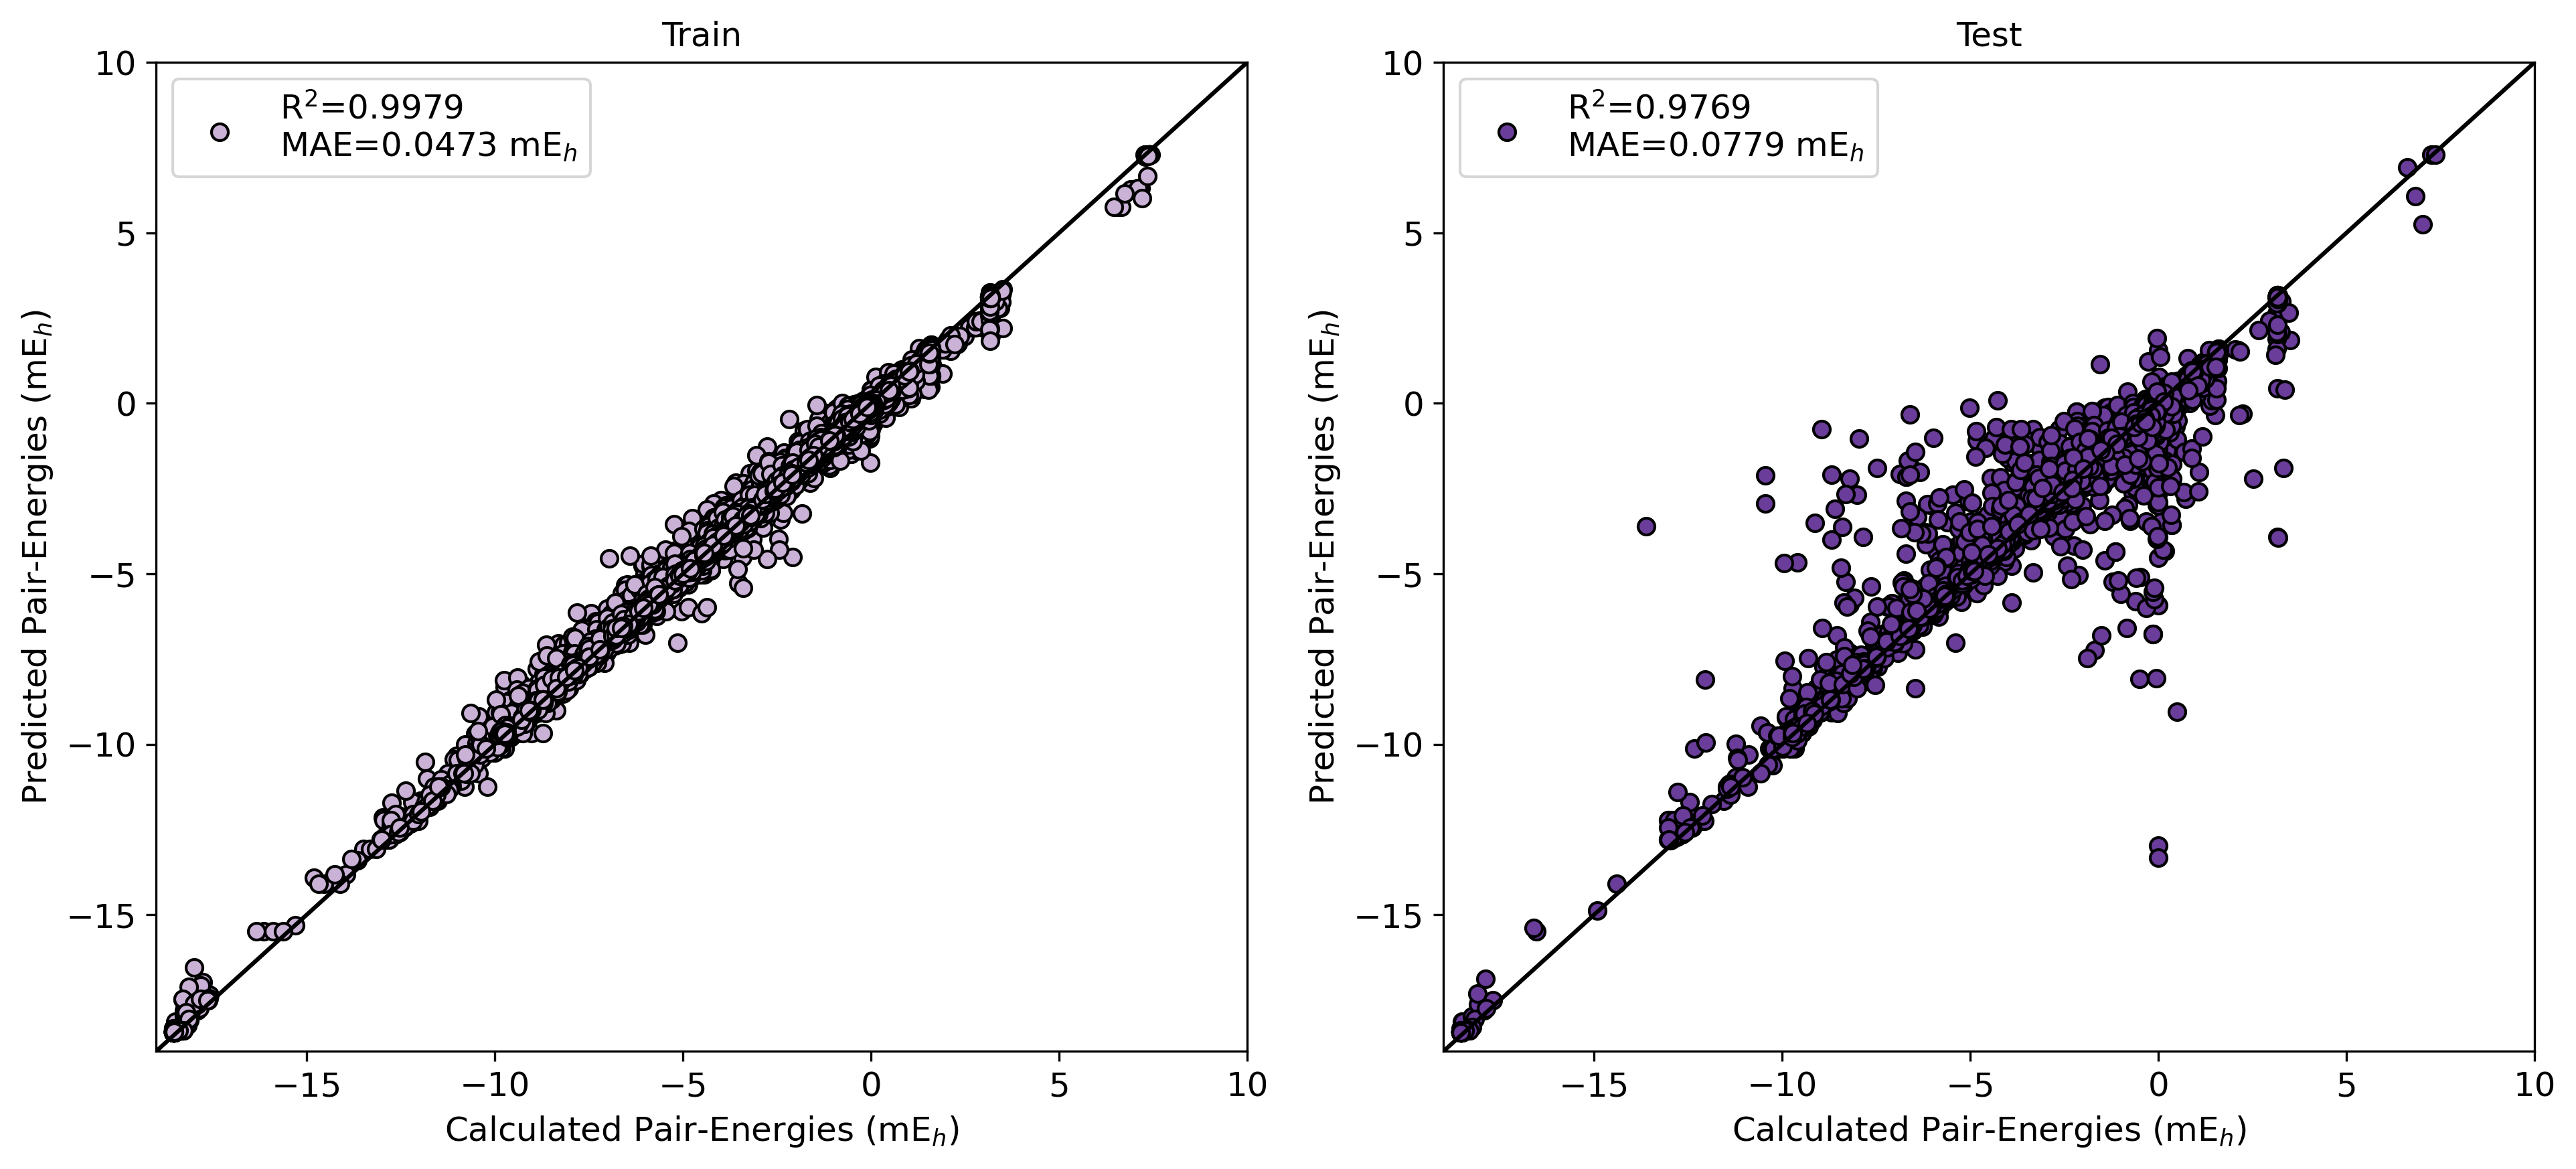 Train
R²=0.9979
MAE=0.0473 mEₕ
10
5
0
−5
−10
−15
−15
−10
−5
0
5
10
Predicted Pair-Energies (mEₕ)
Calculated Pair-Energies (mEₕ)
Test
R²=0.9769
MAE=0.0779 mEₕ
10
5
0
−5
−10
−15
−15
−10
−5
0
5
10
Predicted Pair-Energies (mEₕ)
Calculated Pair-Energies (mEₕ)